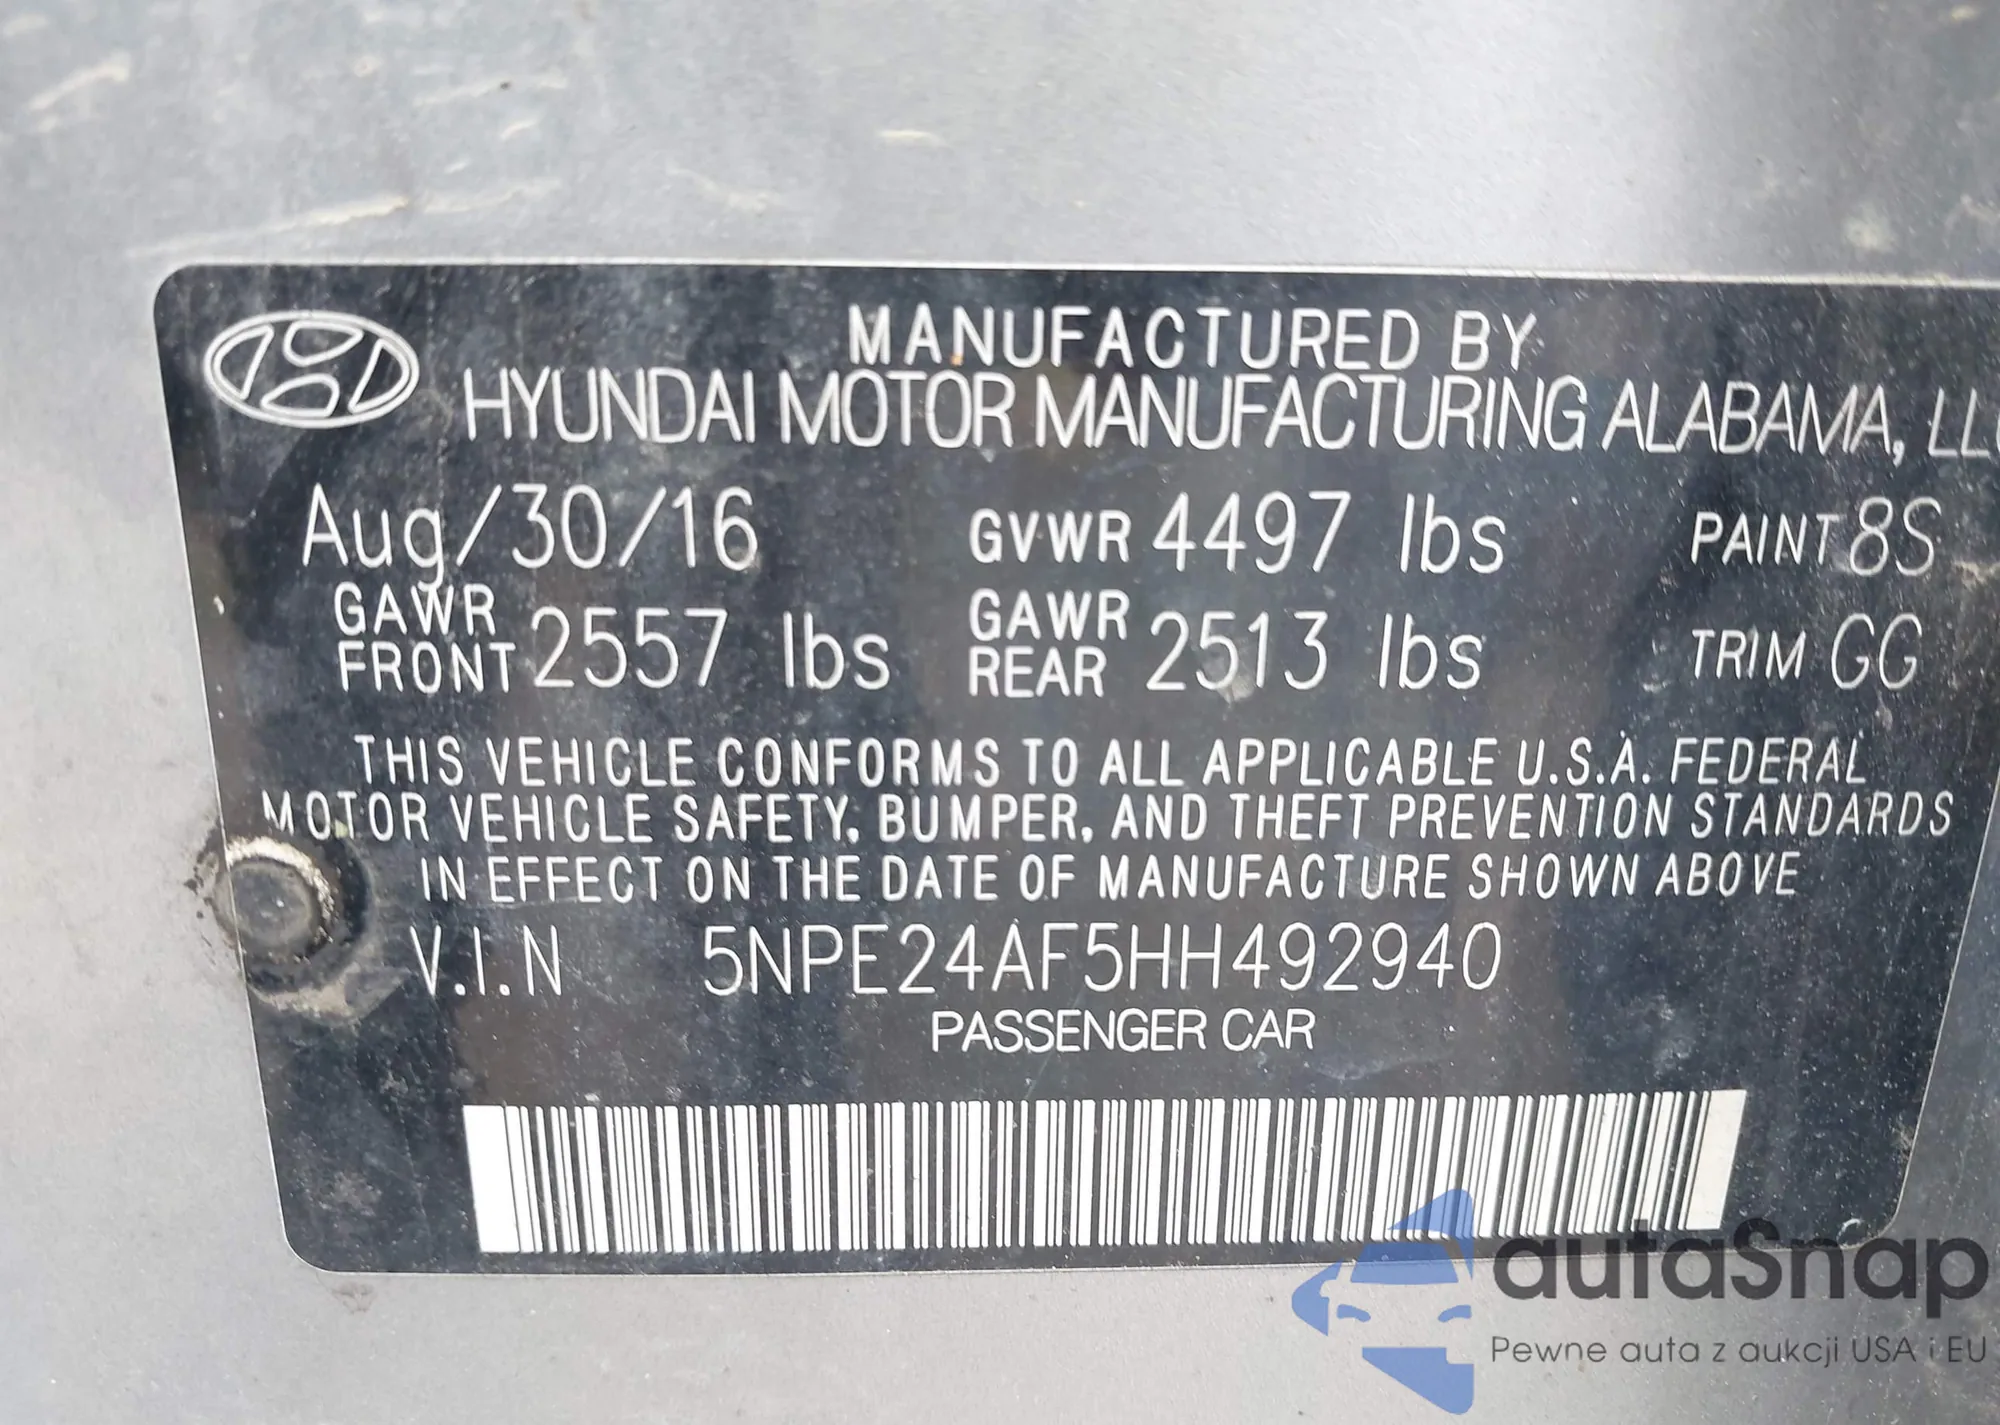 MANUFACTURED BY
HYUNDAI MOTOR MANUFACTURING ALABAMA, LLC
Aug/30/16 GVWR 4497 lbs PAINT 8S
GAWR FRONT 2557 lbs GAWR REAR 2513 lbs TRIM GG
THIS VEHICLE CONFORMS TO ALL APPLICABLE U.S.A. FEDERAL
MOTOR VEHICLE SAFETY, BUMPER, AND THEFT PREVENTION STANDARDS
IN EFFECT ON THE DATE OF MANUFACTURE SHOWN ABOVE
V.I.N 5NPE24AF5HH492940
PASSENGER CAR
autaSnap
Pewne auta z aukcji USA i EU